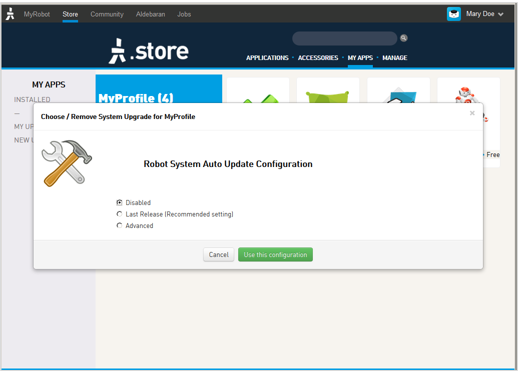 MyRobot Store Community Aldebaran Jobs Mary Doe
.store
APPLICATIONS · ACCESSORIES · MY APPS · MANAGE
MY APPS
INSTALLED
MyProfile (4)
MY
NEW
Free
Choose / Remove System Upgrade for MyProfile
×
Robot System Auto Update Configuration
Disabled
Last Release (Recommended setting)
Advanced
Cancel Use this configuration